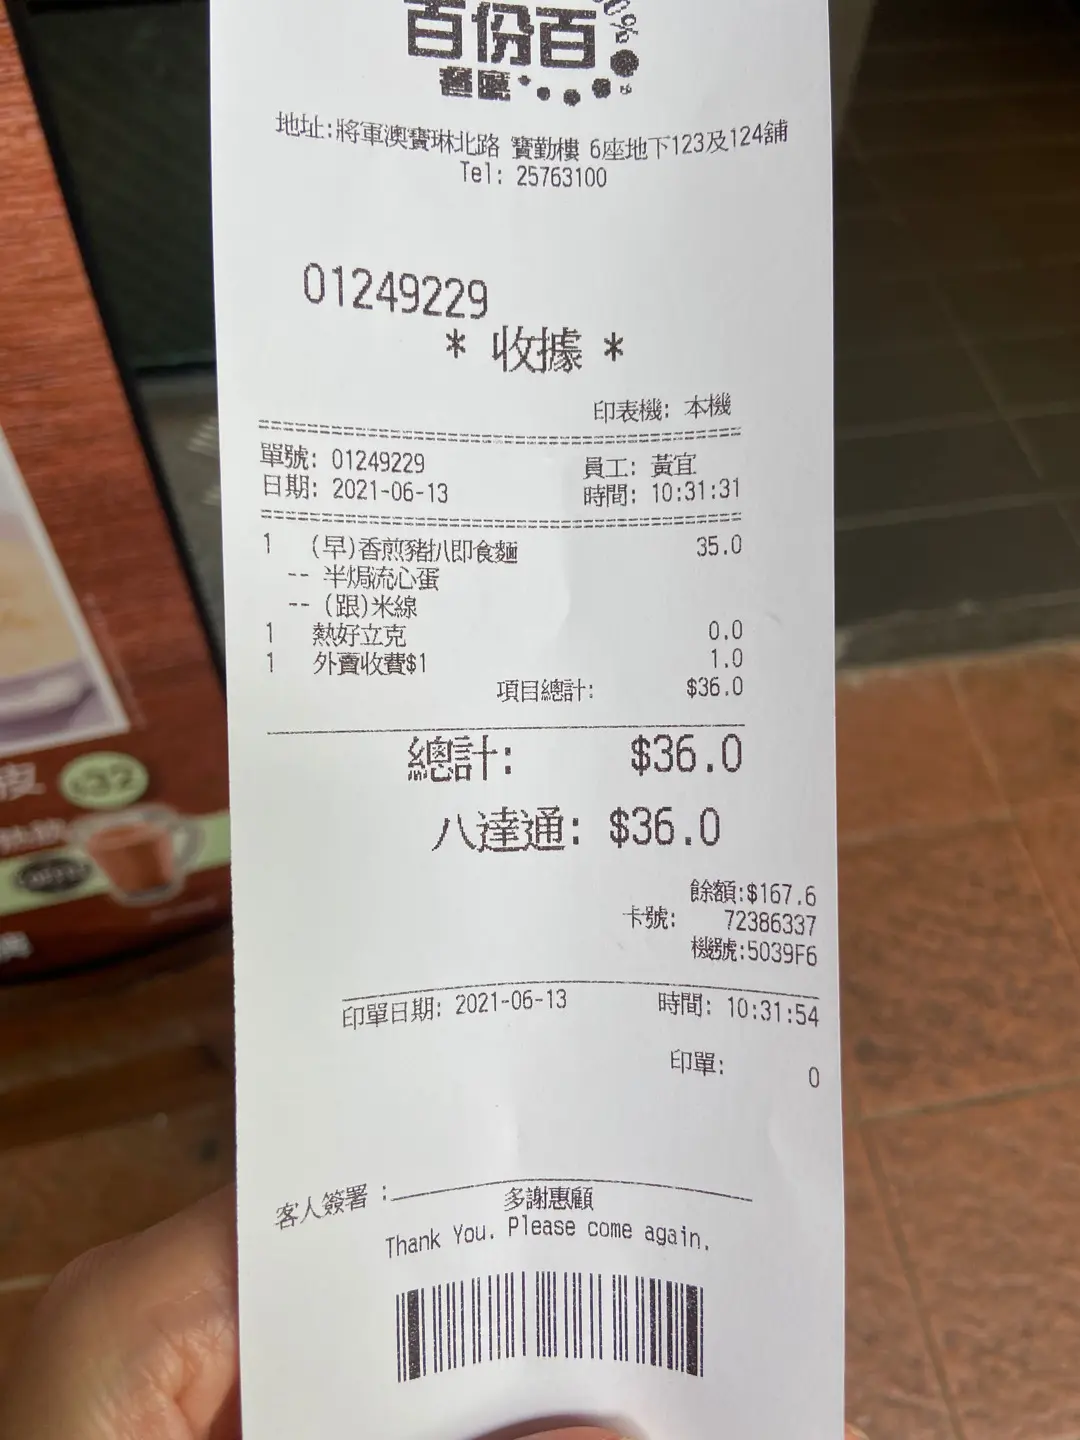 百份百
餐廳
地址:將軍澳寶琳北路 寶勤樓 6座地下123及124舖
Tel: 25763100
01249229
* 收據 *
印表機: 本機
單號: 01249229 員工: 黃宜
日期: 2021-06-13 時間: 10:31:31
1 (早)香煎豬扒即食麵 35.0
-- 半焗流心蛋
-- (跟)米線
1 熱好立克 0.0
1 外賣收費$1 1.0
項目總計: $36.0
總計: $36.0
八達通: $36.0
餘額:$167.6
卡號: 72386337
機號:5039F6
印單日期: 2021-06-13 時間: 10:31:54
印單: 0
客人簽署 :
多謝惠顧
Thank You. Please come again.
$32